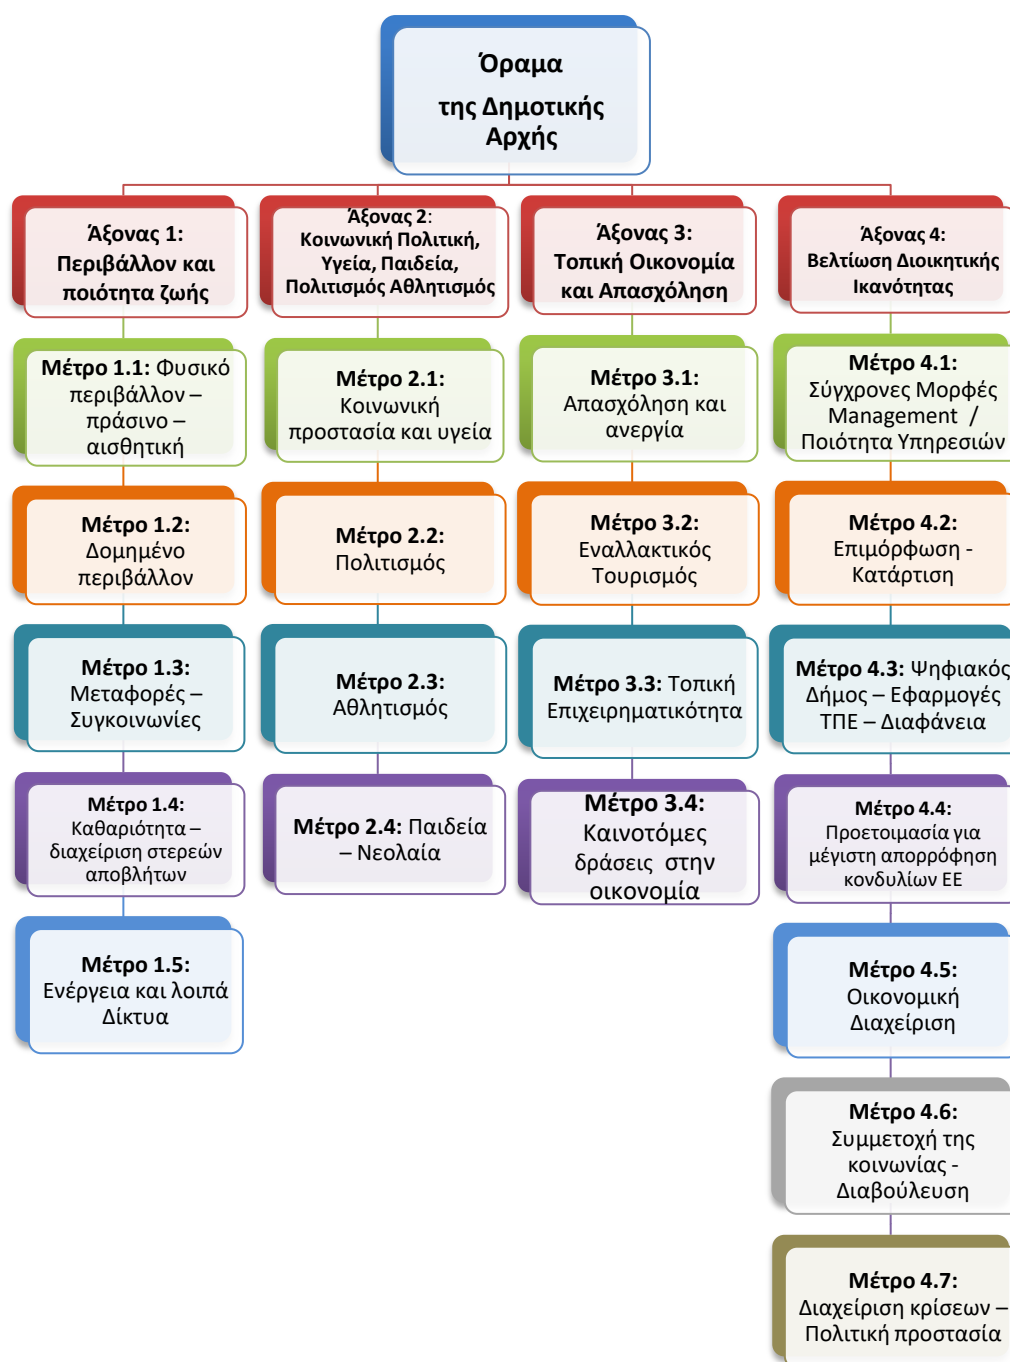 Όραμα
της Δημοτικής
Αρχής
Άξονας 1:
Περιβάλλον και
ποιότητα ζωής
Άξονας 2:
Κοινωνική Πολιτική,
Υγεία, Παιδεία,
Πολιτισμός Αθλητισμός
Άξονας 3:
Τοπική Οικονομία
και Απασχόληση
Άξονας 4:
Βελτίωση Διοικητικής
Ικανότητας
Μέτρο 1.1: Φυσικό
περιβάλλον –
πράσινο –
αισθητική
Μέτρο 2.1:
Κοινωνική
προστασία και υγεία
Μέτρο 3.1:
Απασχόληση και
ανεργία
Μέτρο 4.1:
Σύγχρονες Μορφές
Management /
Ποιότητα Υπηρεσιών
Μέτρο 1.2:
Δομημένο
περιβάλλον
Μέτρο 2.2:
Πολιτισμός
Μέτρο 3.2:
Εναλλακτικός
Τουρισμός
Μέτρο 4.2:
Επιμόρφωση -
Κατάρτιση
Μέτρο 1.3:
Μεταφορές –
Συγκοινωνίες
Μέτρο 2.3:
Αθλητισμός
Μέτρο 3.3: Τοπική
Επιχειρηματικότητα
Μέτρο 4.3: Ψηφιακός
Δήμος – Εφαρμογές
ΤΠΕ – Διαφάνεια
Μέτρο 1.4:
Καθαριότητα –
διαχείριση στερεών
αποβλήτων
Μέτρο 2.4: Παιδεία
– Νεολαία
Μέτρο 3.4:
Καινοτόμες
δράσεις στην
οικονομία
Μέτρο 4.4:
Προετοιμασία για
μέγιστη απορρόφηση
κονδυλίων ΕΕ
Μέτρο 1.5:
Ενέργεια και λοιπά
Δίκτυα
Μέτρο 4.5:
Οικονομική
Διαχείριση
Μέτρο 4.6:
Συμμετοχή της
κοινωνίας -
Διαβούλευση
Μέτρο 4.7:
Διαχείριση κρίσεων –
Πολιτική προστασία